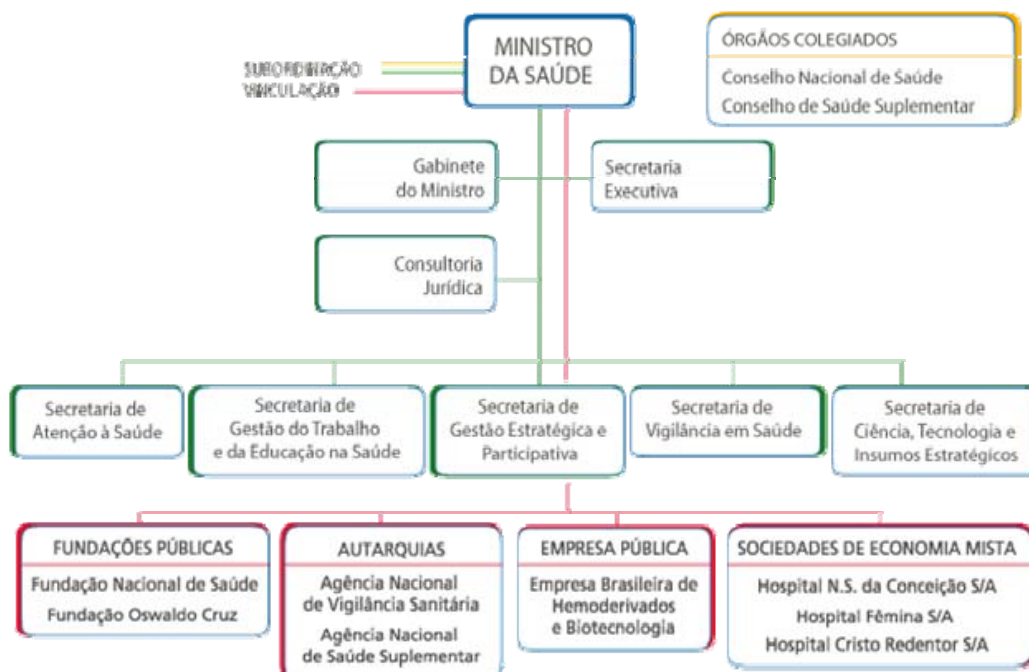 MINISTRO
DA SAÚDE
SUBORDINAÇÃO
VINCULAÇÃO
ÓRGÃOS COLEGIADOS
Conselho Nacional de Saúde
Conselho de Saúde Suplementar
Gabinete
do Ministro
Secretaria
Executiva
Consultoria
Jurídica
Secretaria de
Atenção à Saúde
Secretaria de
Gestão do Trabalho
e da Educação na Saúde
Secretaria de
Gestão Estratégica e
Participativa
Secretaria de
Vigilância em Saúde
Secretaria de
Ciência, Tecnologia e
Insumos Estratégicos
FUNDAÇÕES PÚBLICAS
Fundação Nacional de Saúde
Fundação Oswaldo Cruz
AUTARQUIAS
Agência Nacional
de Vigilância Sanitária
Agência Nacional
de Saúde Suplementar
EMPRESA PÚBLICA
Empresa Brasileira de
Hemoderivados
e Biotecnologia
SOCIEDADES DE ECONOMIA MISTA
Hospital N.S. da Conceição S/A
Hospital Fêmina S/A
Hospital Cristo Redentor S/A